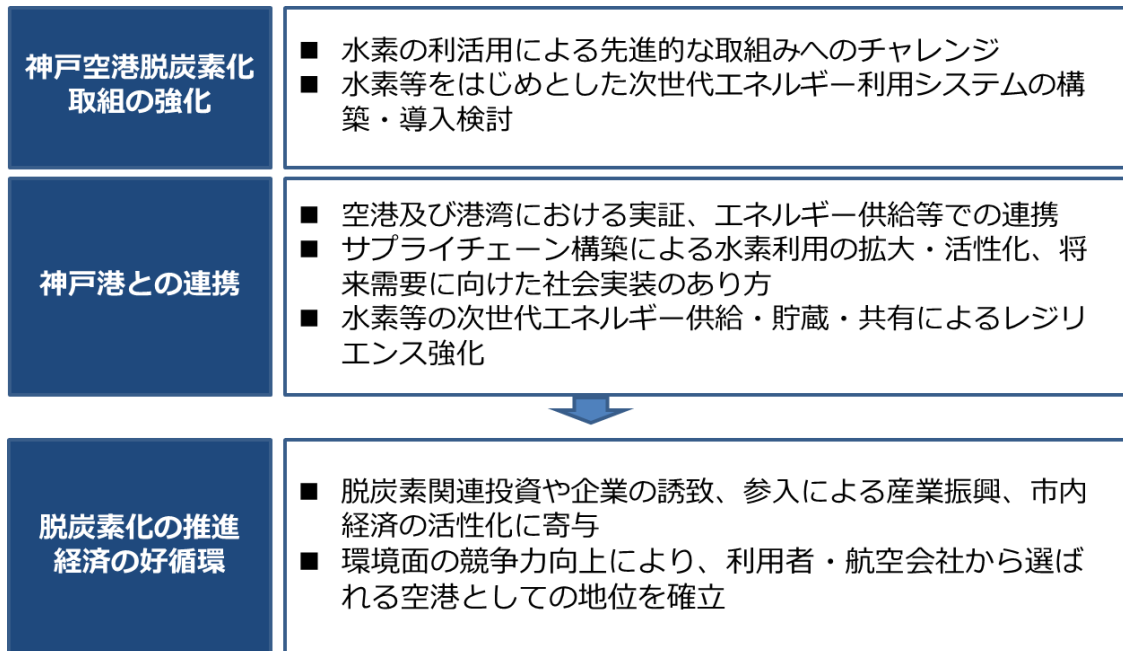 神戸空港脱炭素化
取組の強化
■ 水素の利活用による先進的な取組みへのチャレンジ
■ 水素等をはじめとした次世代エネルギー利用システムの構
築・導入検討
神戸港との連携
■ 空港及び港湾における実証、エネルギー供給等での連携
■ サプライチェーン構築による水素利用の拡大・活性化、将
来需要に向けた社会実装のあり方
■ 水素等の次世代エネルギー供給・貯蔵・共有によるレジリ
エンス強化
脱炭素化の推進
経済の好循環
■ 脱炭素関連投資や企業の誘致、参入による産業振興、市内
経済の活性化に寄与
■ 環境面の競争力向上により、利用者・航空会社から選ば
れる空港としての地位を確立